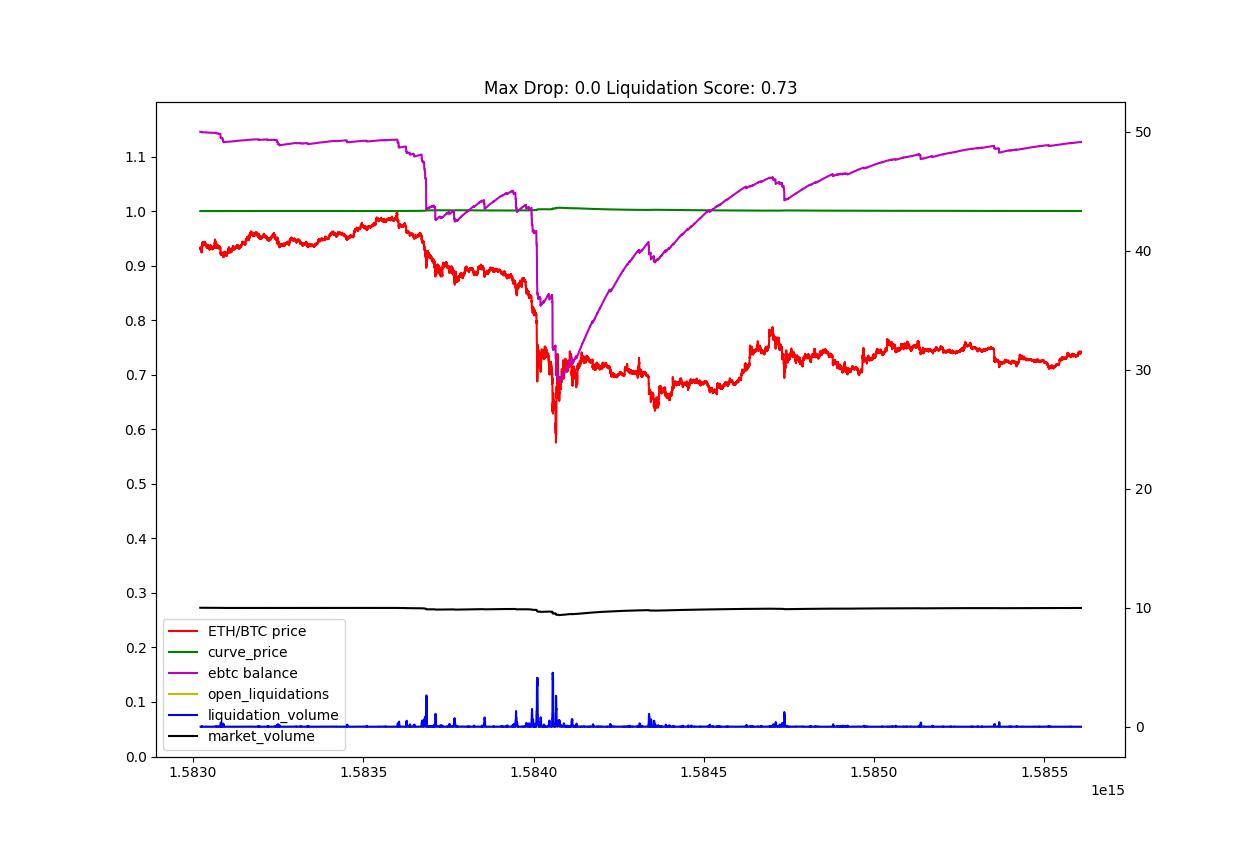 Max Drop: 0.0 Liquidation Score: 0.73
1.1
1.0
0.9
0.8
0.7
0.6
0.5
0.4
0.3
0.2
0.1
0.0
50
40
30
20
10
0
ETH/BTC price
curve_price
ebtc balance
open_liquidations
liquidation_volume
market_volume
1.5830 1.5835 1.5840 1.5845 1.5850 1.5855
1e15